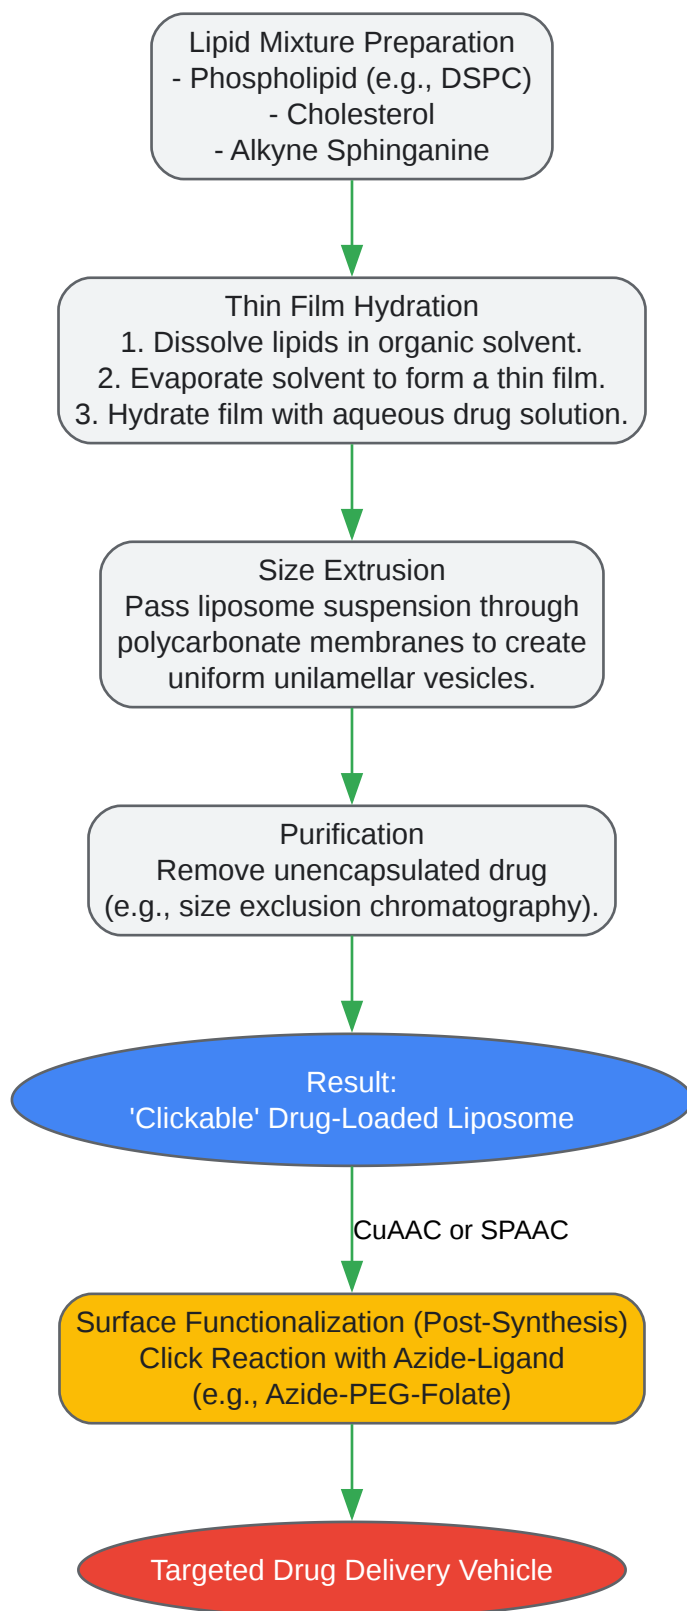 Lipid Mixture Preparation
- Phospholipid (e.g., DSPC)
- Cholesterol
- Alkyne Sphinganine
Thin Film Hydration
1. Dissolve lipids in organic solvent.
2. Evaporate solvent to form a thin film.
3. Hydrate film with aqueous drug solution.
Size Extrusion
Pass liposome suspension through
polycarbonate membranes to create
uniform unilamellar vesicles.
Purification
Remove unencapsulated drug
(e.g., size exclusion chromatography).
Result:
'Clickable' Drug-Loaded Liposome
CuAAC or SPAAC
Surface Functionalization (Post-Synthesis)
Click Reaction with Azide-Ligand
(e.g., Azide-PEG-Folate)
Targeted Drug Delivery Vehicle